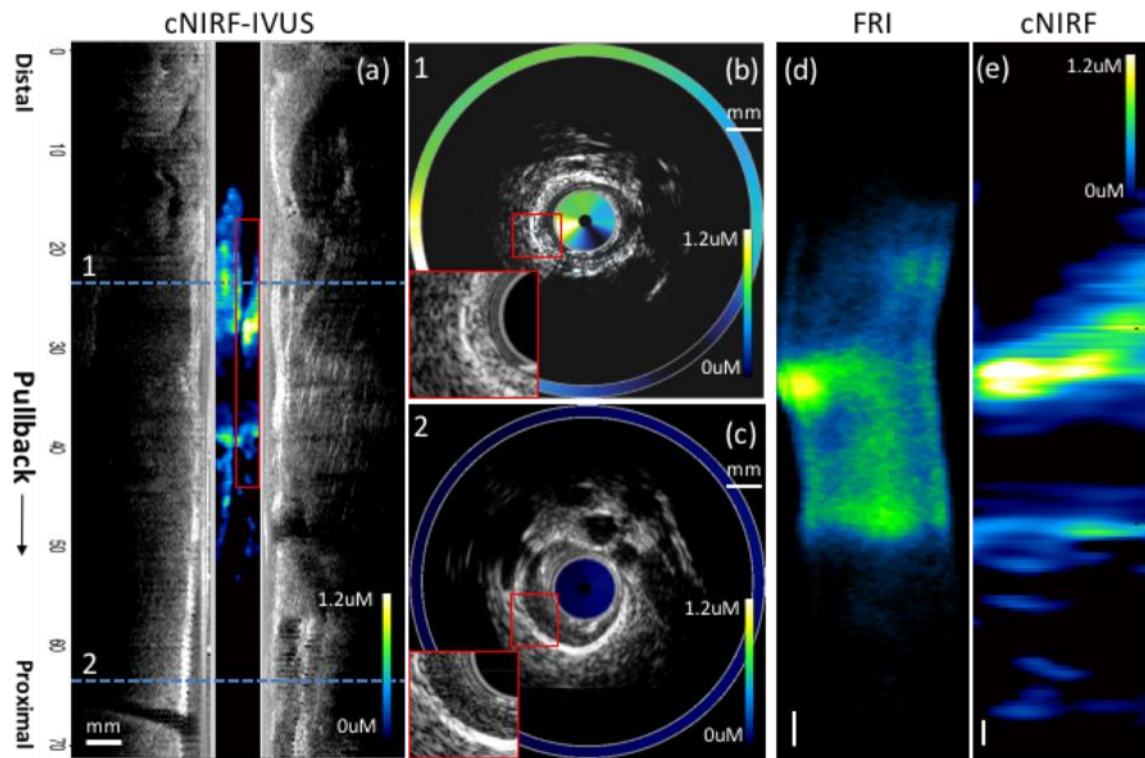 cNIRF-IVUS
FRI
cNIRF
Distal
Pullback
Proximal
0
10
20
30
40
50
60
70
(a)
1
2
mm
1.2uM
0uM
1
(b)
mm
1.2uM
0uM
2
(c)
mm
1.2uM
0uM
(d)
(e)
1.2uM
0uM